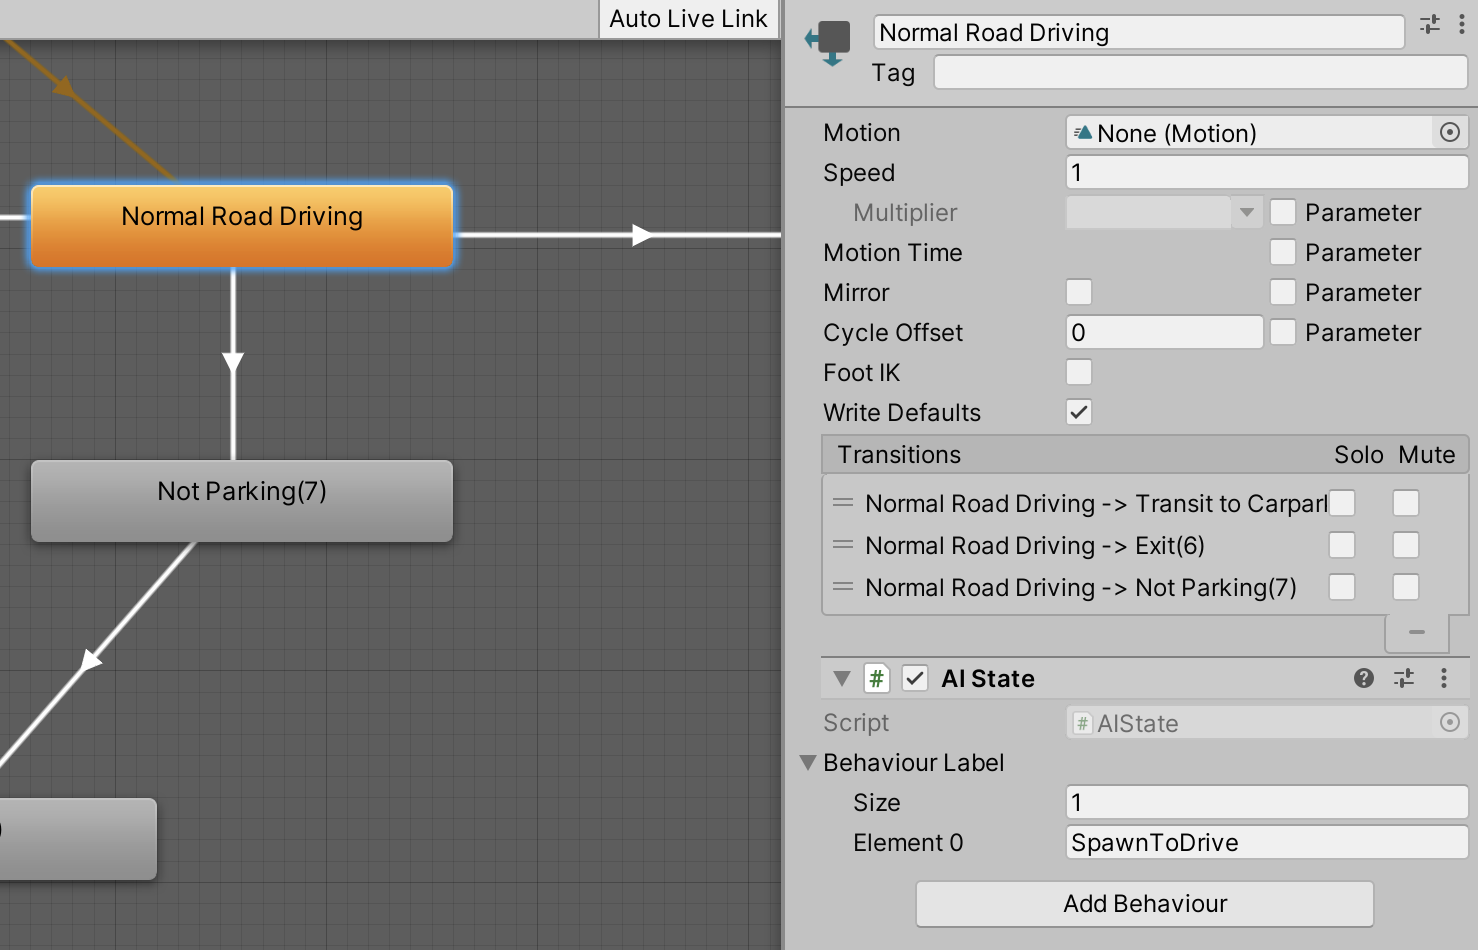 Auto Live Link
Normal Road Driving
Not Parking(7)
)
Normal Road Driving
Tag
Motion None (Motion)
Speed 1
Multiplier Parameter
Motion Time Parameter
Mirror Parameter
Cycle Offset 0 Parameter
Foot IK
Write Defaults
Transitions Solo Mute
Normal Road Driving -> Transit to Carparl
Normal Road Driving -> Exit(6)
Normal Road Driving -> Not Parking(7)
# AI State
Script # AIState
Behaviour Label
Size 1
Element 0 SpawnToDrive
Add Behaviour